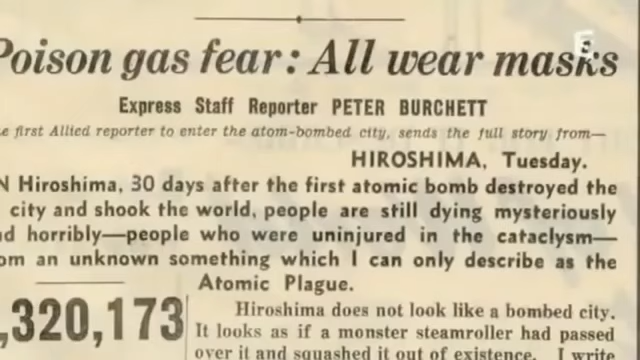 Poison gas fear: All wear masks
5
Express Staff Reporter PETER BURCHETT
e first Allied reporter to enter the atom-bombed city, sends the full story from—
HIROSHIMA, Tuesday.
N Hiroshima, 30 days after the first atomic bomb destroyed the
city and shook the world, people are still dying mysteriously
d horribly—people who were uninjured in the cataclysm—
om an unknown something which I can only describe as the
Atomic Plague.
,320,173
Hiroshima does not look like a bombed city.
It looks as if a monster steamroller had passed
over it and squashed it out of existence. I write